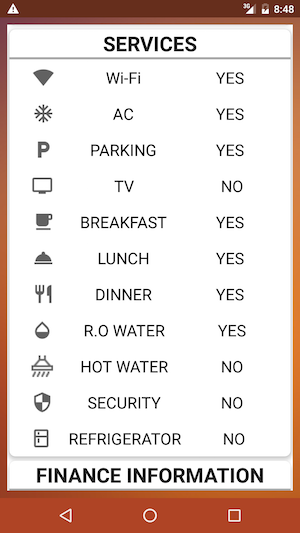 3G 8:48
SERVICES
Wi-Fi YES
AC YES
P PARKING YES
TV NO
BREAKFAST YES
LUNCH YES
DINNER YES
R.O WATER YES
HOT WATER NO
SECURITY NO
REFRIGERATOR NO
FINANCE INFORMATION